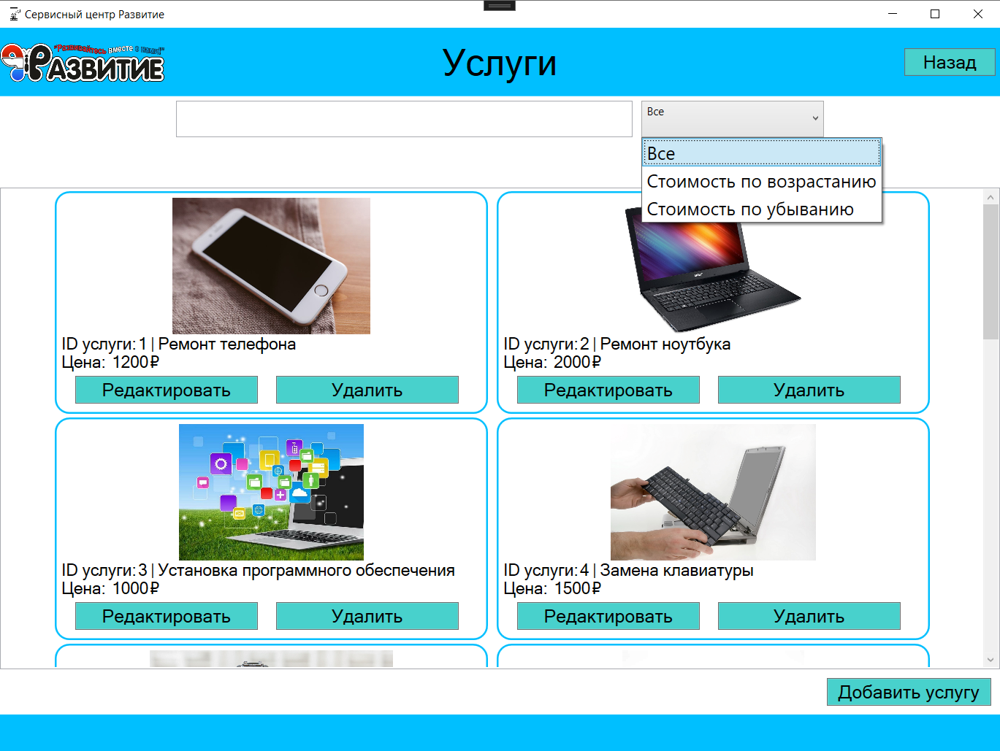 Сервисный центр Развитие
"Развивайтесь вместе с нами!"
РАЗВИТИЕ
Услуги
Назад
Все
Все
Стоимость по возрастанию
Стоимость по убыванию
ID услуги: 1 | Ремонт телефона
Цена: 1200₽
Редактировать
Удалить
acer
ID услуги: 2 | Ремонт ноутбука
Цена: 2000₽
Редактировать
Удалить
ID услуги: 3 | Установка программного обеспечения
Цена: 1000₽
Редактировать
Удалить
ID услуги: 4 | Замена клавиатуры
Цена: 1500₽
Редактировать
Удалить
Добавить услугу